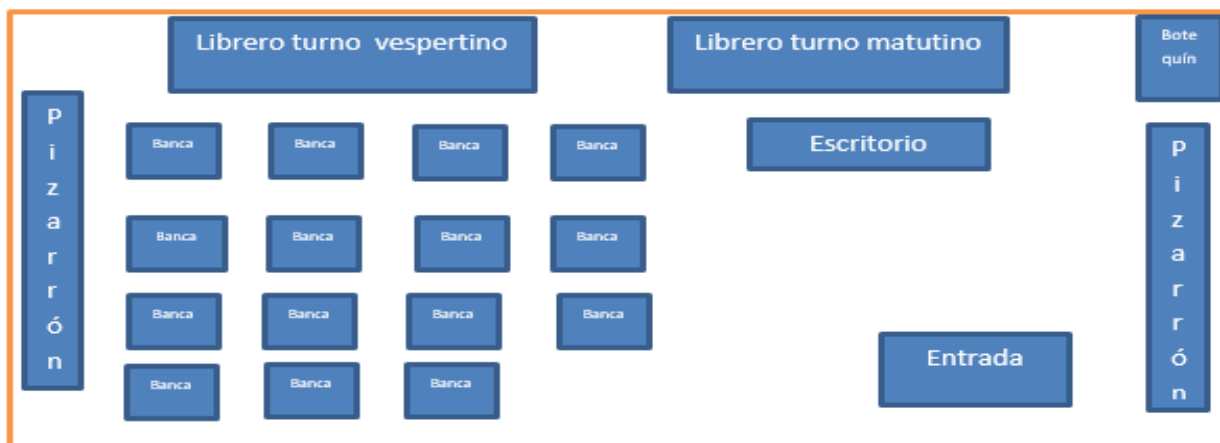 Librero turno  vespertino
Librero turno matutino
Bote
quín
P
i
z
a
r
r
ó
n
Banca
Banca
Banca
Banca
Escritorio
P
i
z
a
r
r
ó
n
Banca
Banca
Banca
Banca
Banca
Banca
Banca
Banca
Entrada
Banca
Banca
Banca